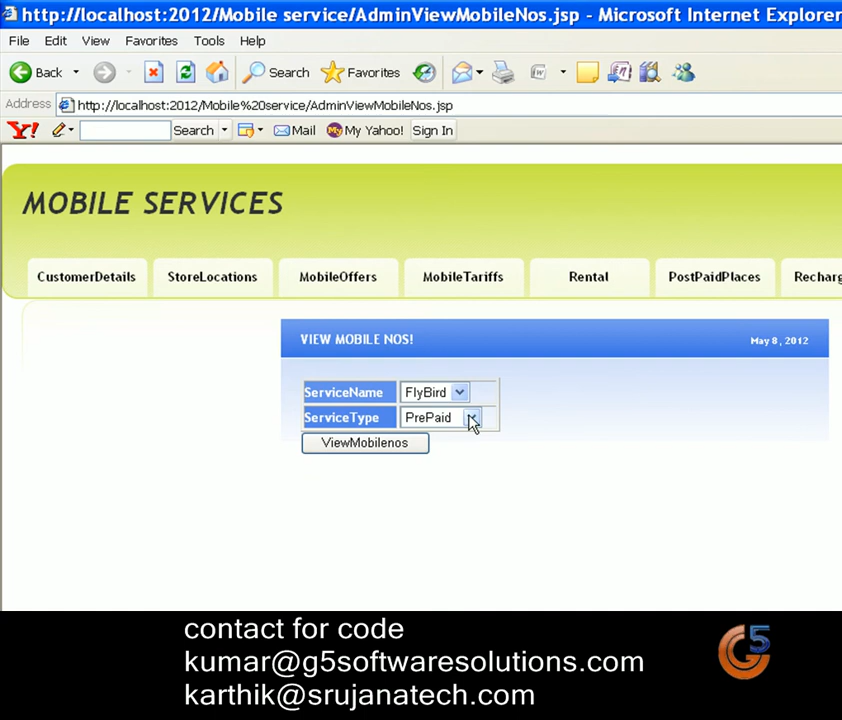 http://localhost:2012/Mobile service/AdminViewMobileNos.jsp - Microsoft Internet Explorer
File Edit View Favorites Tools Help
Back Search Favorites
Address http://localhost:2012/Mobile%20service/AdminViewMobileNos.jsp
Y! Search Mail My Yahoo! Sign In
MOBILE SERVICES
CustomerDetails StoreLocations MobileOffers MobileTariffs Rental PostPaidPlaces Recharg
VIEW MOBILE NOS! May 8, 2012
ServiceName FlyBird
ServiceType PrePaid
ViewMobilenos
contact for code
kumar@g5softwaresolutions.com
karthik@srujanatech.com
G5